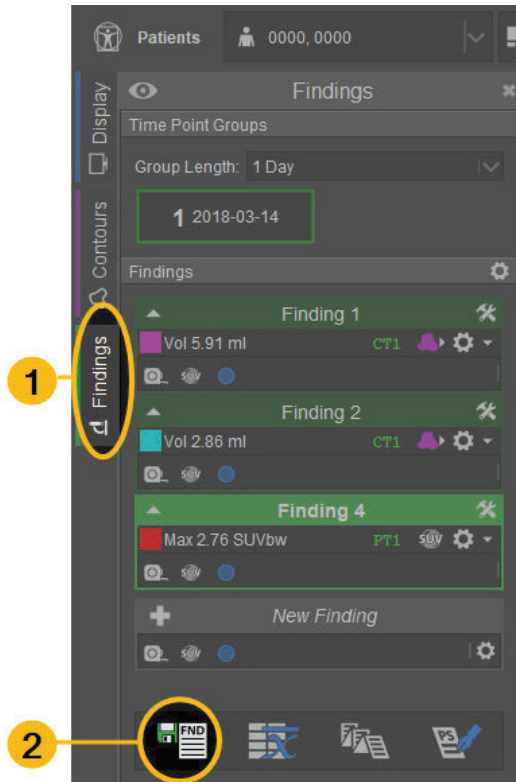 Patients 0000, 0000
Findings
Time Point Groups
Group Length: 1 Day
1 2018-03-14
Findings
Finding 1
Vol 5.91 ml CT1
SUV
Finding 2
Vol 2.86 ml CT1
SUV
Finding 4
Max 2.76 SUVbw PT1 SUV
SUV
New Finding
SUV
FND PS
Display
Contours
Findings
1
2